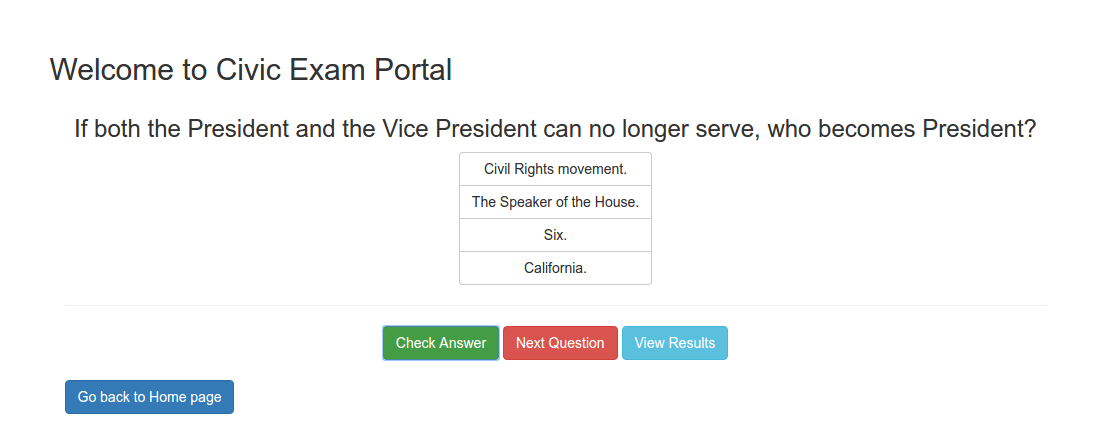 Welcome to Civic Exam Portal
If both the President and the Vice President can no longer serve, who becomes President?
Civil Rights movement.
The Speaker of the House.
Six.
California.
Check Answer Next Question View Results
Go back to Home page